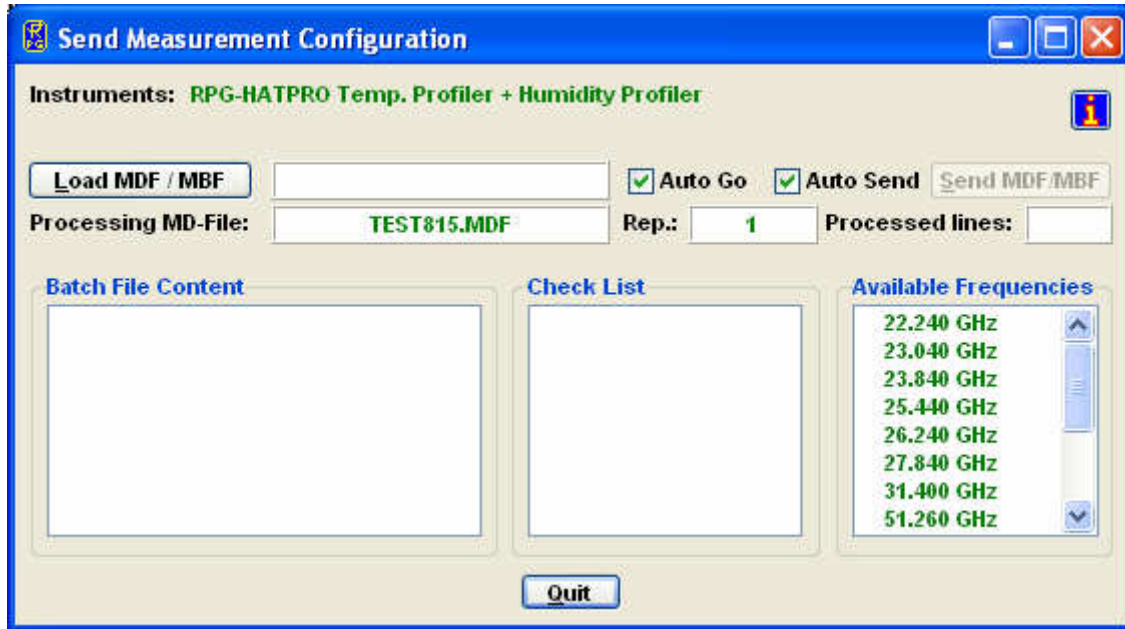 Send Measurement Configuration
Instruments: RPG-HATPRO Temp. Profiler + Humidity Profiler
i
Load MDF / MBF
Auto Go
Auto Send
Send MDF/MBF
Processing MD-File: TEST815.MDF Rep.: 1 Processed lines:
Batch File Content
Check List
Available Frequencies
22.240 GHz
23.040 GHz
23.840 GHz
25.440 GHz
26.240 GHz
27.840 GHz
31.400 GHz
51.260 GHz
Quit